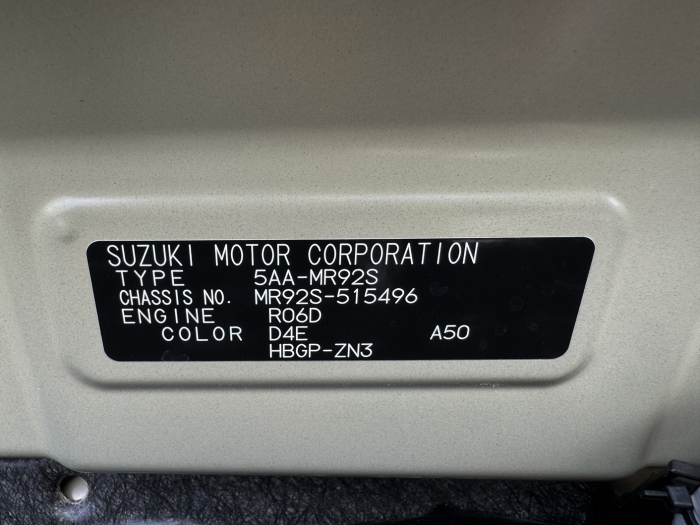 SUZUKI MOTOR CORPORATION
TYPE 5AA-MR92S
CHASSIS NO. MR92S-515496
ENGINE R06D
COLOR D4E A50
HBGP-ZN3